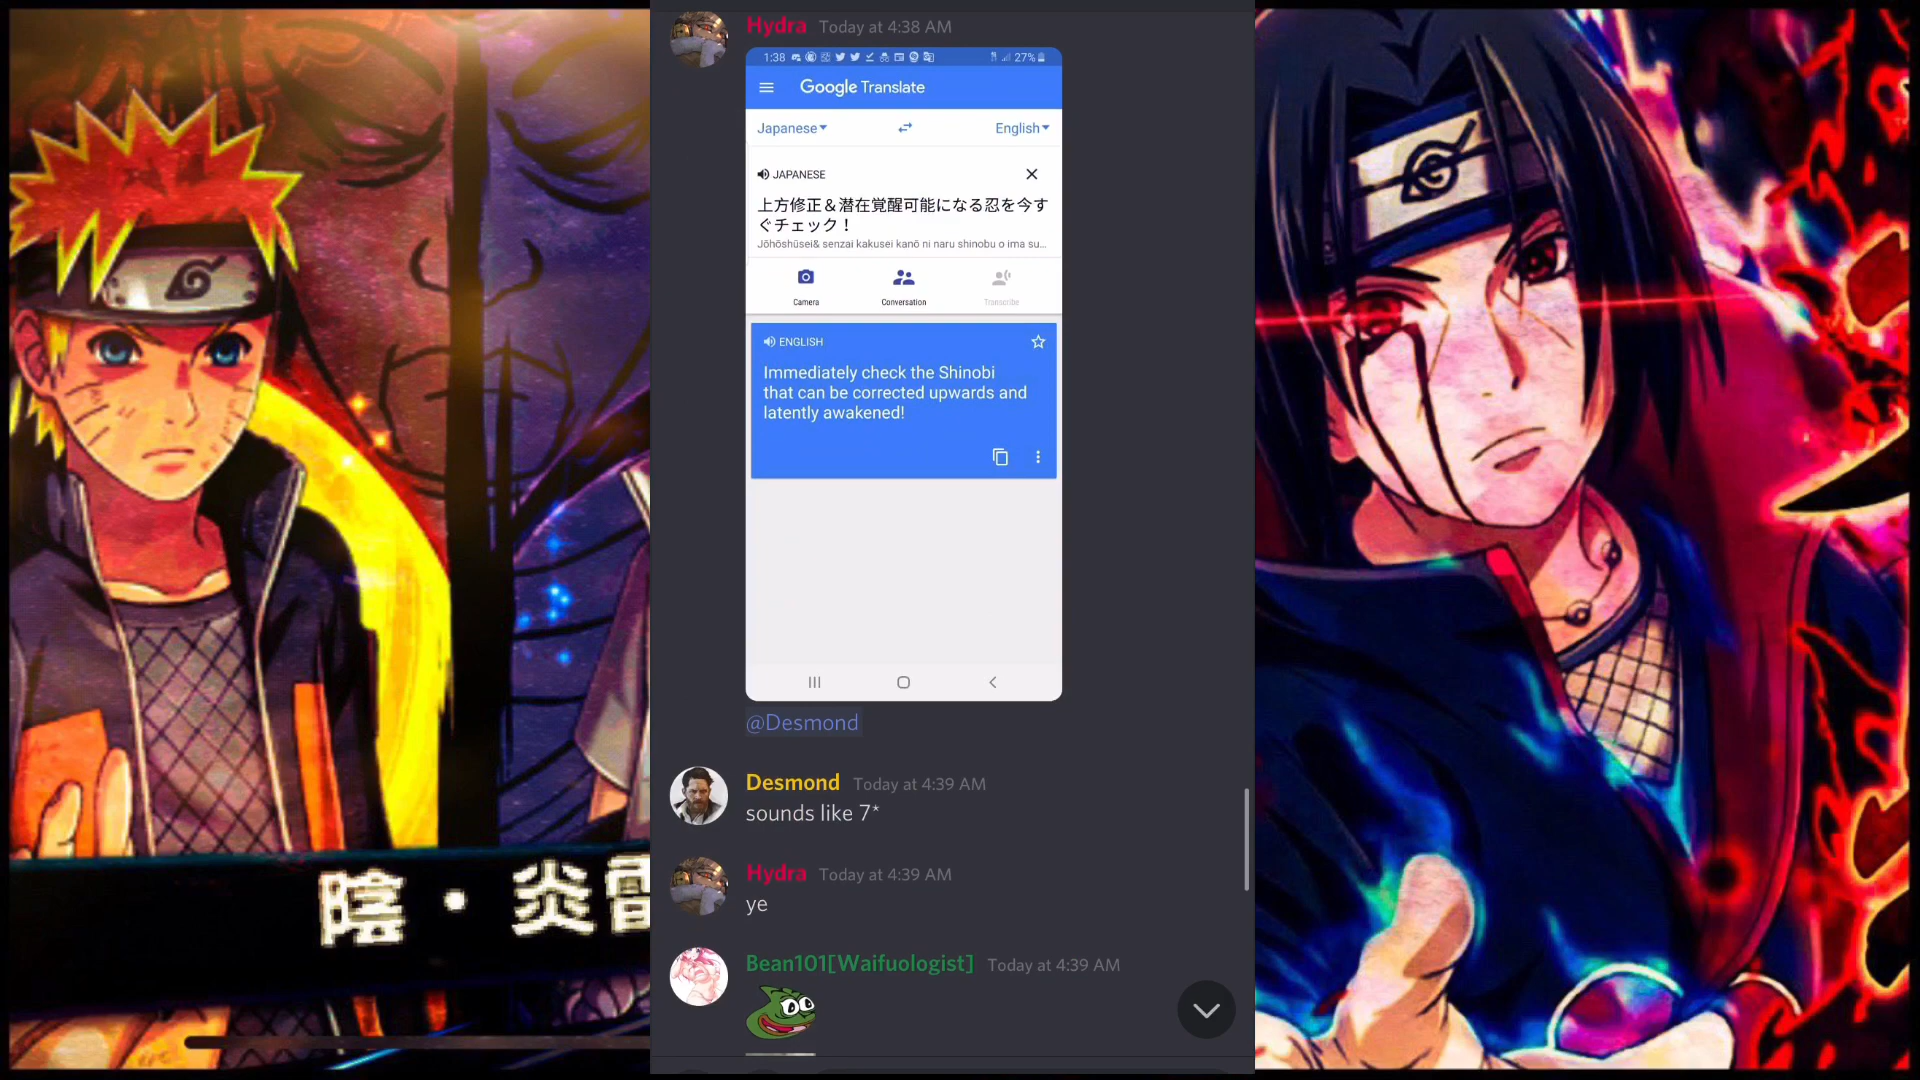 Hydra Today at 4:38 AM
1:38 27%
Google Translate
Japanese English
JAPANESE
上方修正＆潜在覚醒可能になる忍を今す
ぐチェック！
Jōhōshūsei& senzai kakusei kanō ni naru shinobu o ima su...
Camera Conversation Transcribe
ENGLISH
Immediately check the Shinobi
that can be corrected upwards and
latently awakened!
@Desmond
Desmond Today at 4:39 AM
sounds like 7*
Hydra Today at 4:39 AM
ye
Bean101[Waifuologist] Today at 4:39 AM
陰・炎